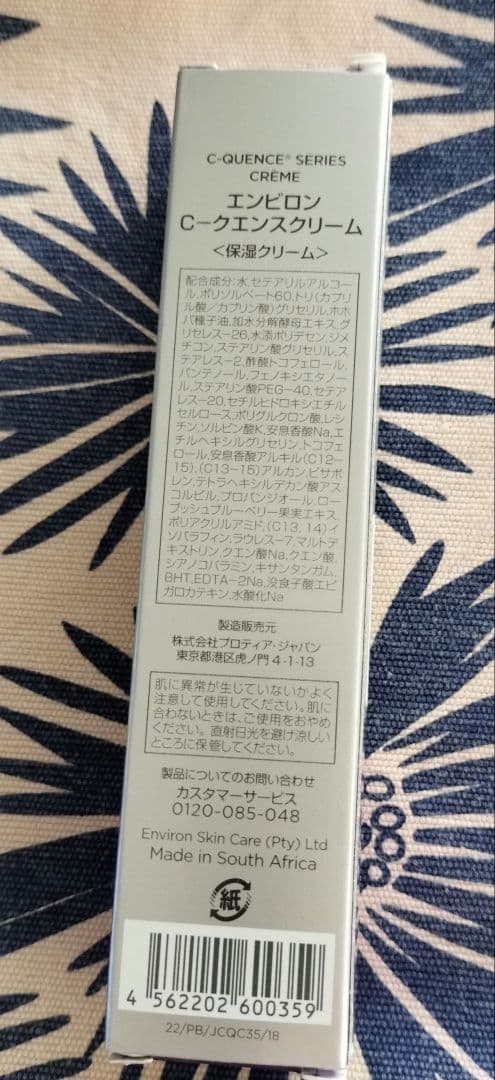 C-QUENCE® SERIES
CRÈME
エンビロン
C-クエンスクリーム
<保湿クリーム>
配合成分:水,セテアリルアルコー
ル,ポリソルベート60,トリ(カプリ
ル酸/カプリン酸)グリセリル,ホホ
バ種子油,加水分解酵母エキス,グ
リセレス-26,水添ポリデセン,ジメ
チコン,ステアリン酸グリセリル,ス
テアレス-2,酢酸トコフェロール,
パンテノール,フェノキシエタノー
ル,ステアリン酸PEG-40,セテア
レス-20,セチルヒドロキシエチル
セルロース,ポリグルクロン酸,レシ
チン,ソルビン酸K,安息香酸Na,エ
チルヘキシルグリセリン,トコフェ
ロール,安息香酸アルキル(C12-
15),(C13-15)アルカン,ビサボ
レン,テトラヘキシルデカン酸アス
コルビル,プロパンジオール,ロー
ブッシュブルーベリー果実エキス,
ポリアクリルアミド,(C13,14)イ
ソパラフィン,ラウレス-7,マルトデ
キストリン,クエン酸Na,クエン酸,
シアノコバラミン,キサンタンガム,
BHT,EDTA-2Na,没食子酸エピ
ガロカテキン,水酸化Na
製造販売元
株式会社プロティア・ジャパン
東京都港区虎ノ門4-1-13
肌に異常が生じていないかよく
注意して使用してください。肌に
合わないときは、ご使用をおやめ
ください。直射日光を避け涼しい
ところに保管してください。
製品についてのお問い合わせ
カスタマーサービス
0120-085-048
Environ Skin Care (Pty) Ltd
Made in South Africa
紙
4 562202 600359
22/PB/JCQC35/18